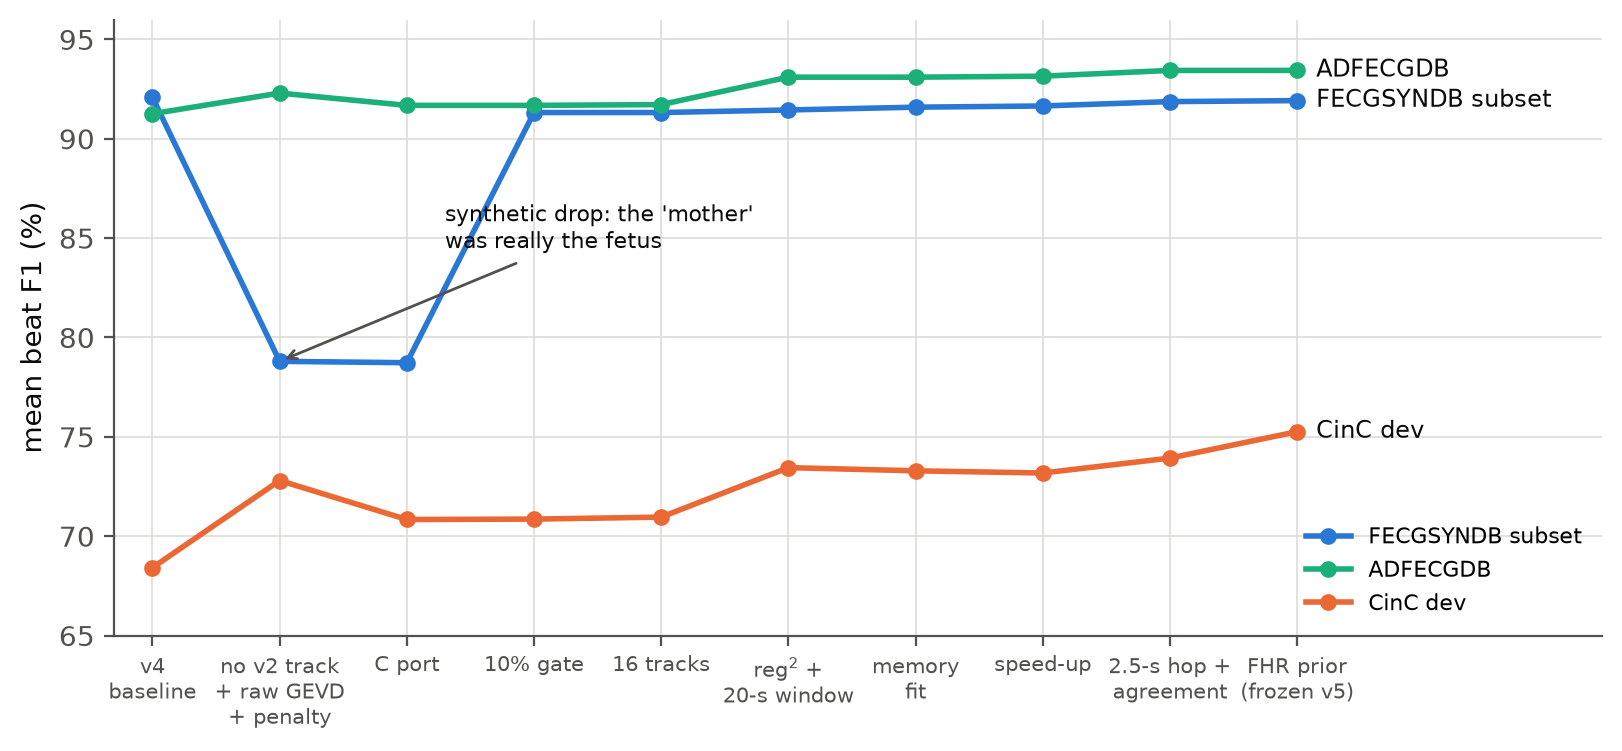 95
90
85
80
75
70
65
mean beat F1 (%)
ADFECGDB
FECGSYNDB subset
synthetic drop: the 'mother'
was really the fetus
CinC dev
FECGSYNDB subset
ADFECGDB
CinC dev
v4
baseline
no v2 track
+ raw GEVD
+ penalty
C port
10% gate
16 tracks
reg² +
20-s window
memory
fit
speed-up
2.5-s hop +
agreement
FHR prior
(frozen v5)